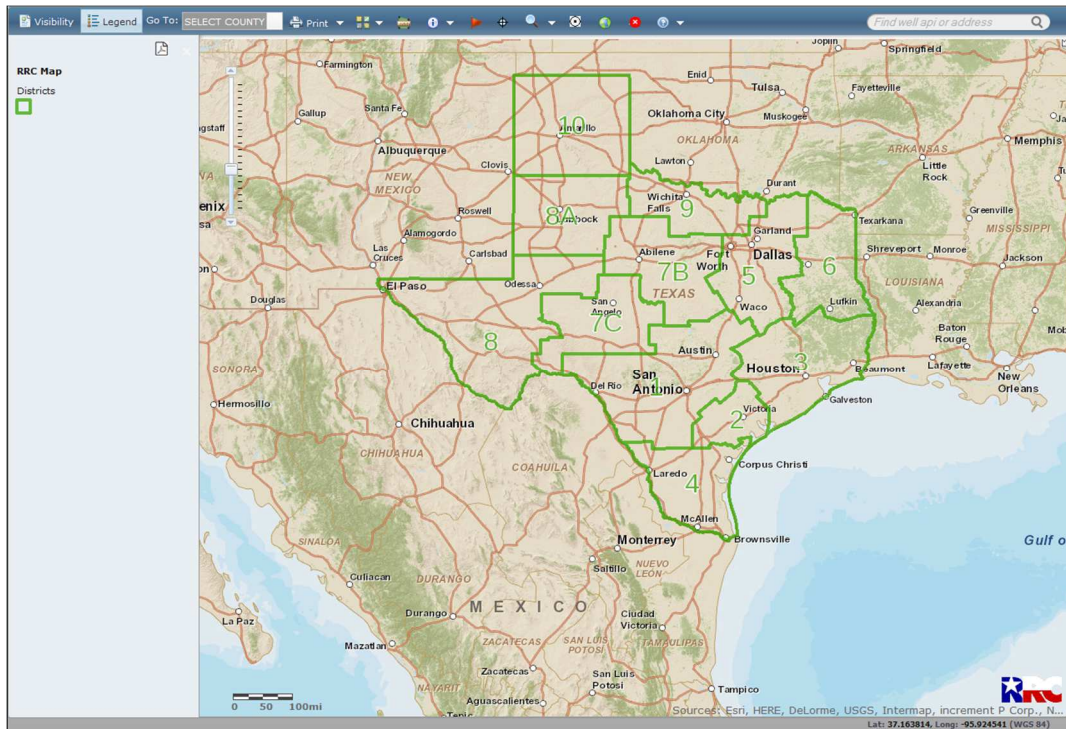 Visibility Legend Go To: SELECT COUNTY Print Find well api or address
RRC Map
Districts
Farmington
Enid
Joplin
Springfield
Tulsa
Fayetteville
Gallup
Santa Fe
Oklahoma City
Muskogee
Albuquerque
OKLAHOMA
ARKANSAS
Memphis
10
Clovis
Lawton
Little
Rock
NEW
MEXICO
Durant
Wichita
Falls
9
Roswell
8A
Texarkana
Greenville
MISSISSIPPI
Alamogordo
Garland
Las
Cruces
Carlsbad
Abilene
Fort
Worth
Dallas
Shreveport
Monroe
Jackson
7B
5
6
El Paso
Odessa
TEXAS
LOUISIANA
Douglas
San
Angelo
Waco
Lufkin
Alexandria
7C
Baton
Rouge
8
Austin
3
SONORA
Houston
Beaumont
Lafayette
New
Orleans
San
Antonio
Del Rio
1
Hermosillo
Galveston
Chihuahua
2
Victoria
CHIHUAHUA
COAHUILA
Corpus Christi
Laredo
4
McAllen
Brownsville
SINALOA
Monterrey
Gulf o
Saltillo
NUEVO
LEÓN
Culiacan
DURANGO
MEXICO
Durango
Ciudad
Victoria
La Paz
Mazatlan
ZACATECAS
SAN LUIS
POTOSÍ
TAMAULIPAS
Zacatecas
San Luis
Potosi
NAYARIT
Tampico
Aguascalientes
Tepic
0 50 100mi
RRC
Sources: Esri, HERE, DeLorme, USGS, Intermap, increment P Corp., N...
Lat: 37.163814, Long: -95.924541 (WGS 84)